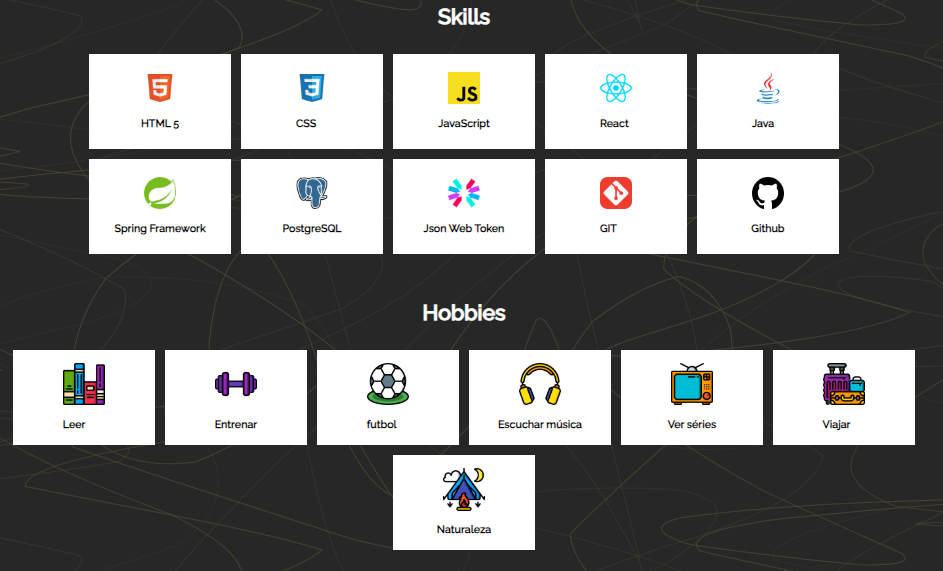 Skills
HTML 5
CSS
JS
JavaScript
React
Java
Spring Framework
PostgreSQL
Json Web Token
GIT
Github
Hobbies
Leer
Entrenar
futbol
Escuchar música
Ver séries
Viajar
Naturaleza